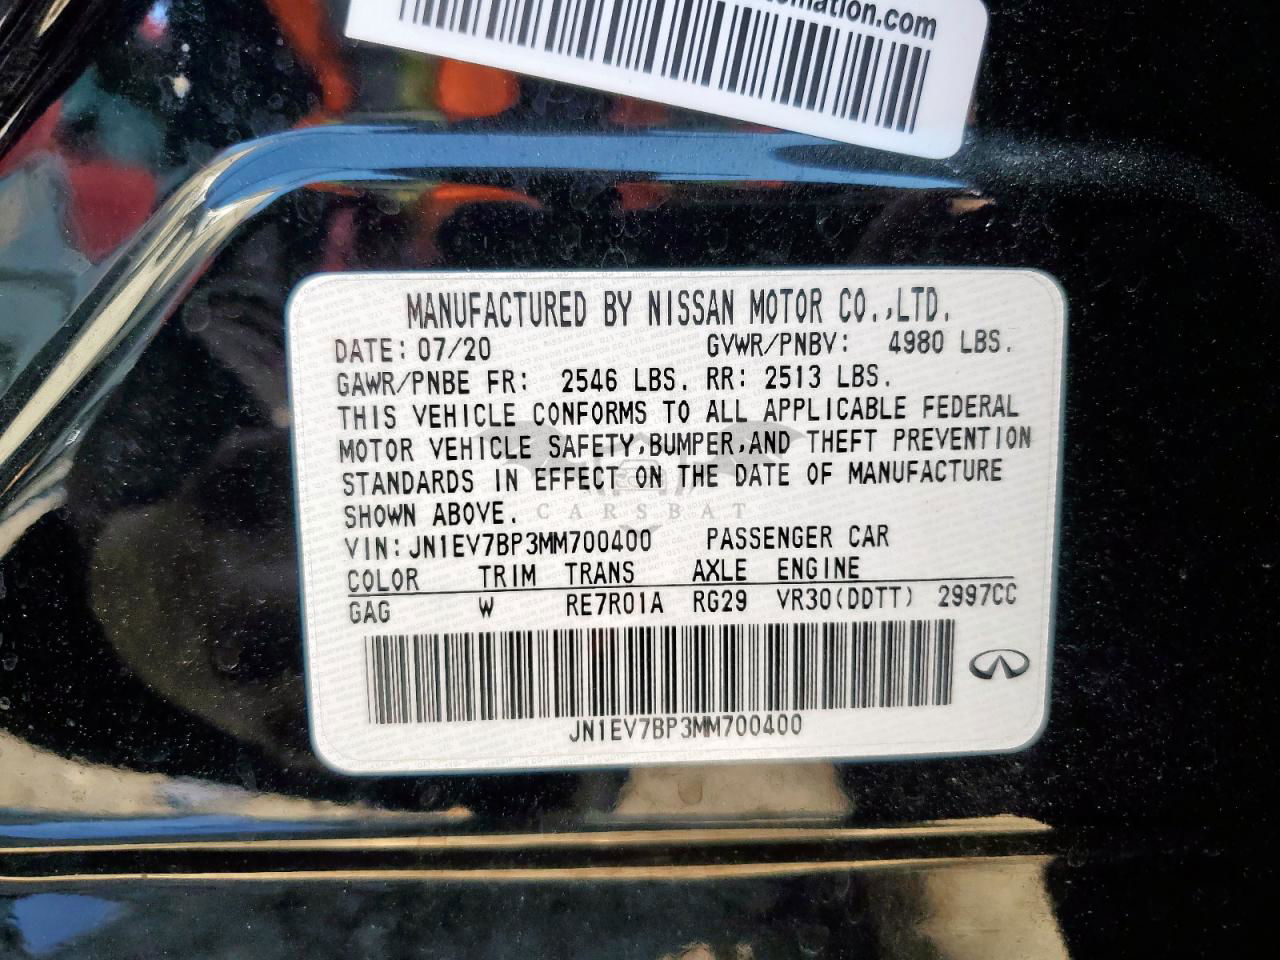 mation.com
MANUFACTURED BY NISSAN MOTOR CO.,LTD.
DATE: 07/20 GVWR/PNBV: 4980 LBS.
GAWR/PNBE FR: 2546 LBS. RR: 2513 LBS.
THIS VEHICLE CONFORMS TO ALL APPLICABLE FEDERAL
MOTOR VEHICLE SAFETY,BUMPER,AND THEFT PREVENTION
STANDARDS IN EFFECT ON THE DATE OF MANUFACTURE
SHOWN ABOVE.
CARSBAT
VIN: JN1EV7BP3MM700400 PASSENGER CAR
COLOR TRIM TRANS AXLE ENGINE
GAG W RE7R01A RG29 VR30(DDTT) 2997CC
JN1EV7BP3MM700400